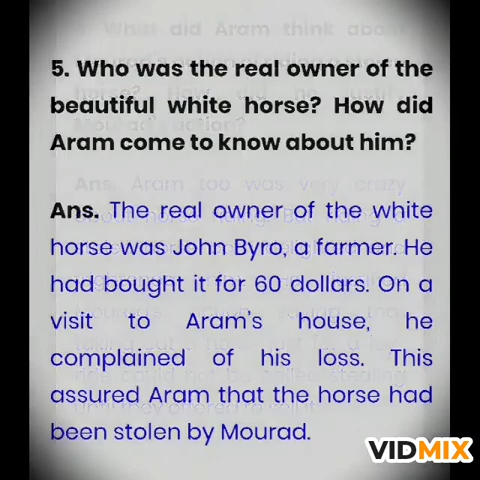 5. Who was the real owner of the
beautiful white horse? How did
Aram come to know about him?
Ans. The real owner of the white
horse was John Byro, a farmer. He
had bought it for 60 dollars. On a
visit to Aram's house, he
complained of his loss. This
assured Aram that the horse had
been stolen by Mourad.
VIDMIX